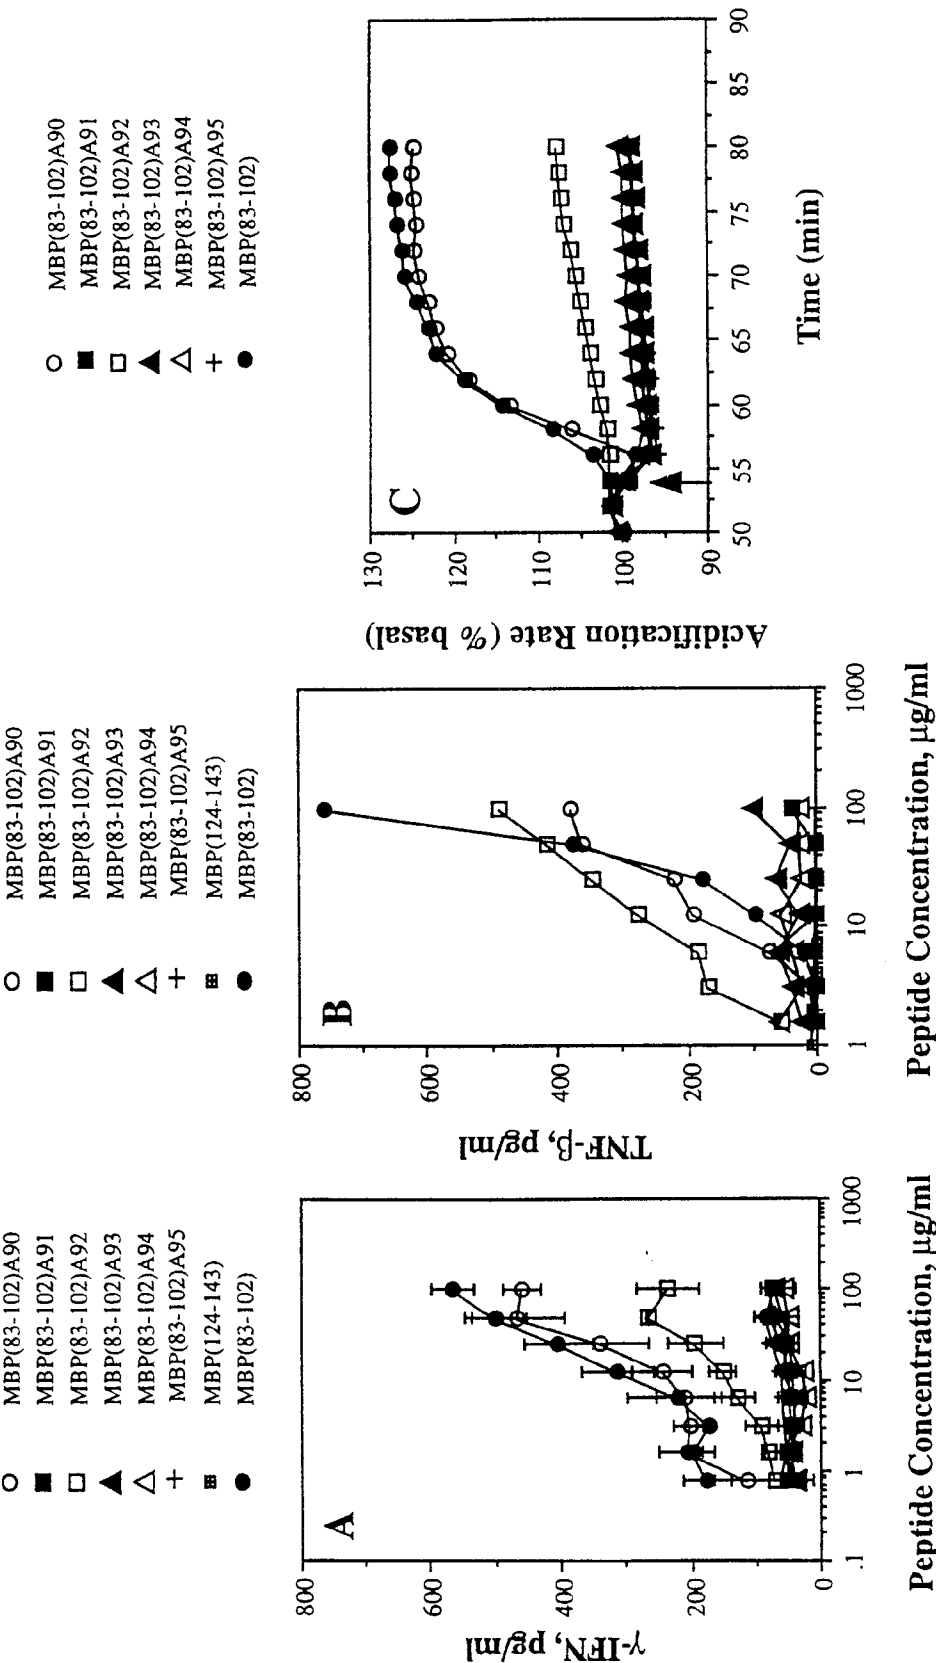 MBP(83-102)A90
MBP(83-102)A91
MBP(83-102)A92
MBP(83-102)A93
MBP(83-102)A94
MBP(83-102)A95
MBP(124-143)
MBP(83-102)
A
800
600
400
200
0
γ-IFN, pg/ml
.1
1
10
100
1000
Peptide Concentration, μg/ml
MBP(83-102)A90
MBP(83-102)A91
MBP(83-102)A92
MBP(83-102)A93
MBP(83-102)A94
MBP(83-102)A95
MBP(124-143)
MBP(83-102)
B
800
600
400
200
0
TNF-β, pg/ml
1
10
100
1000
Peptide Concentration, μg/ml
MBP(83-102)A90
MBP(83-102)A91
MBP(83-102)A92
MBP(83-102)A93
MBP(83-102)A94
MBP(83-102)A95
MBP(83-102)
C
130
120
110
100
90
Acidification Rate (% basal)
50
55
60
65
70
75
80
85
90
Time (min)